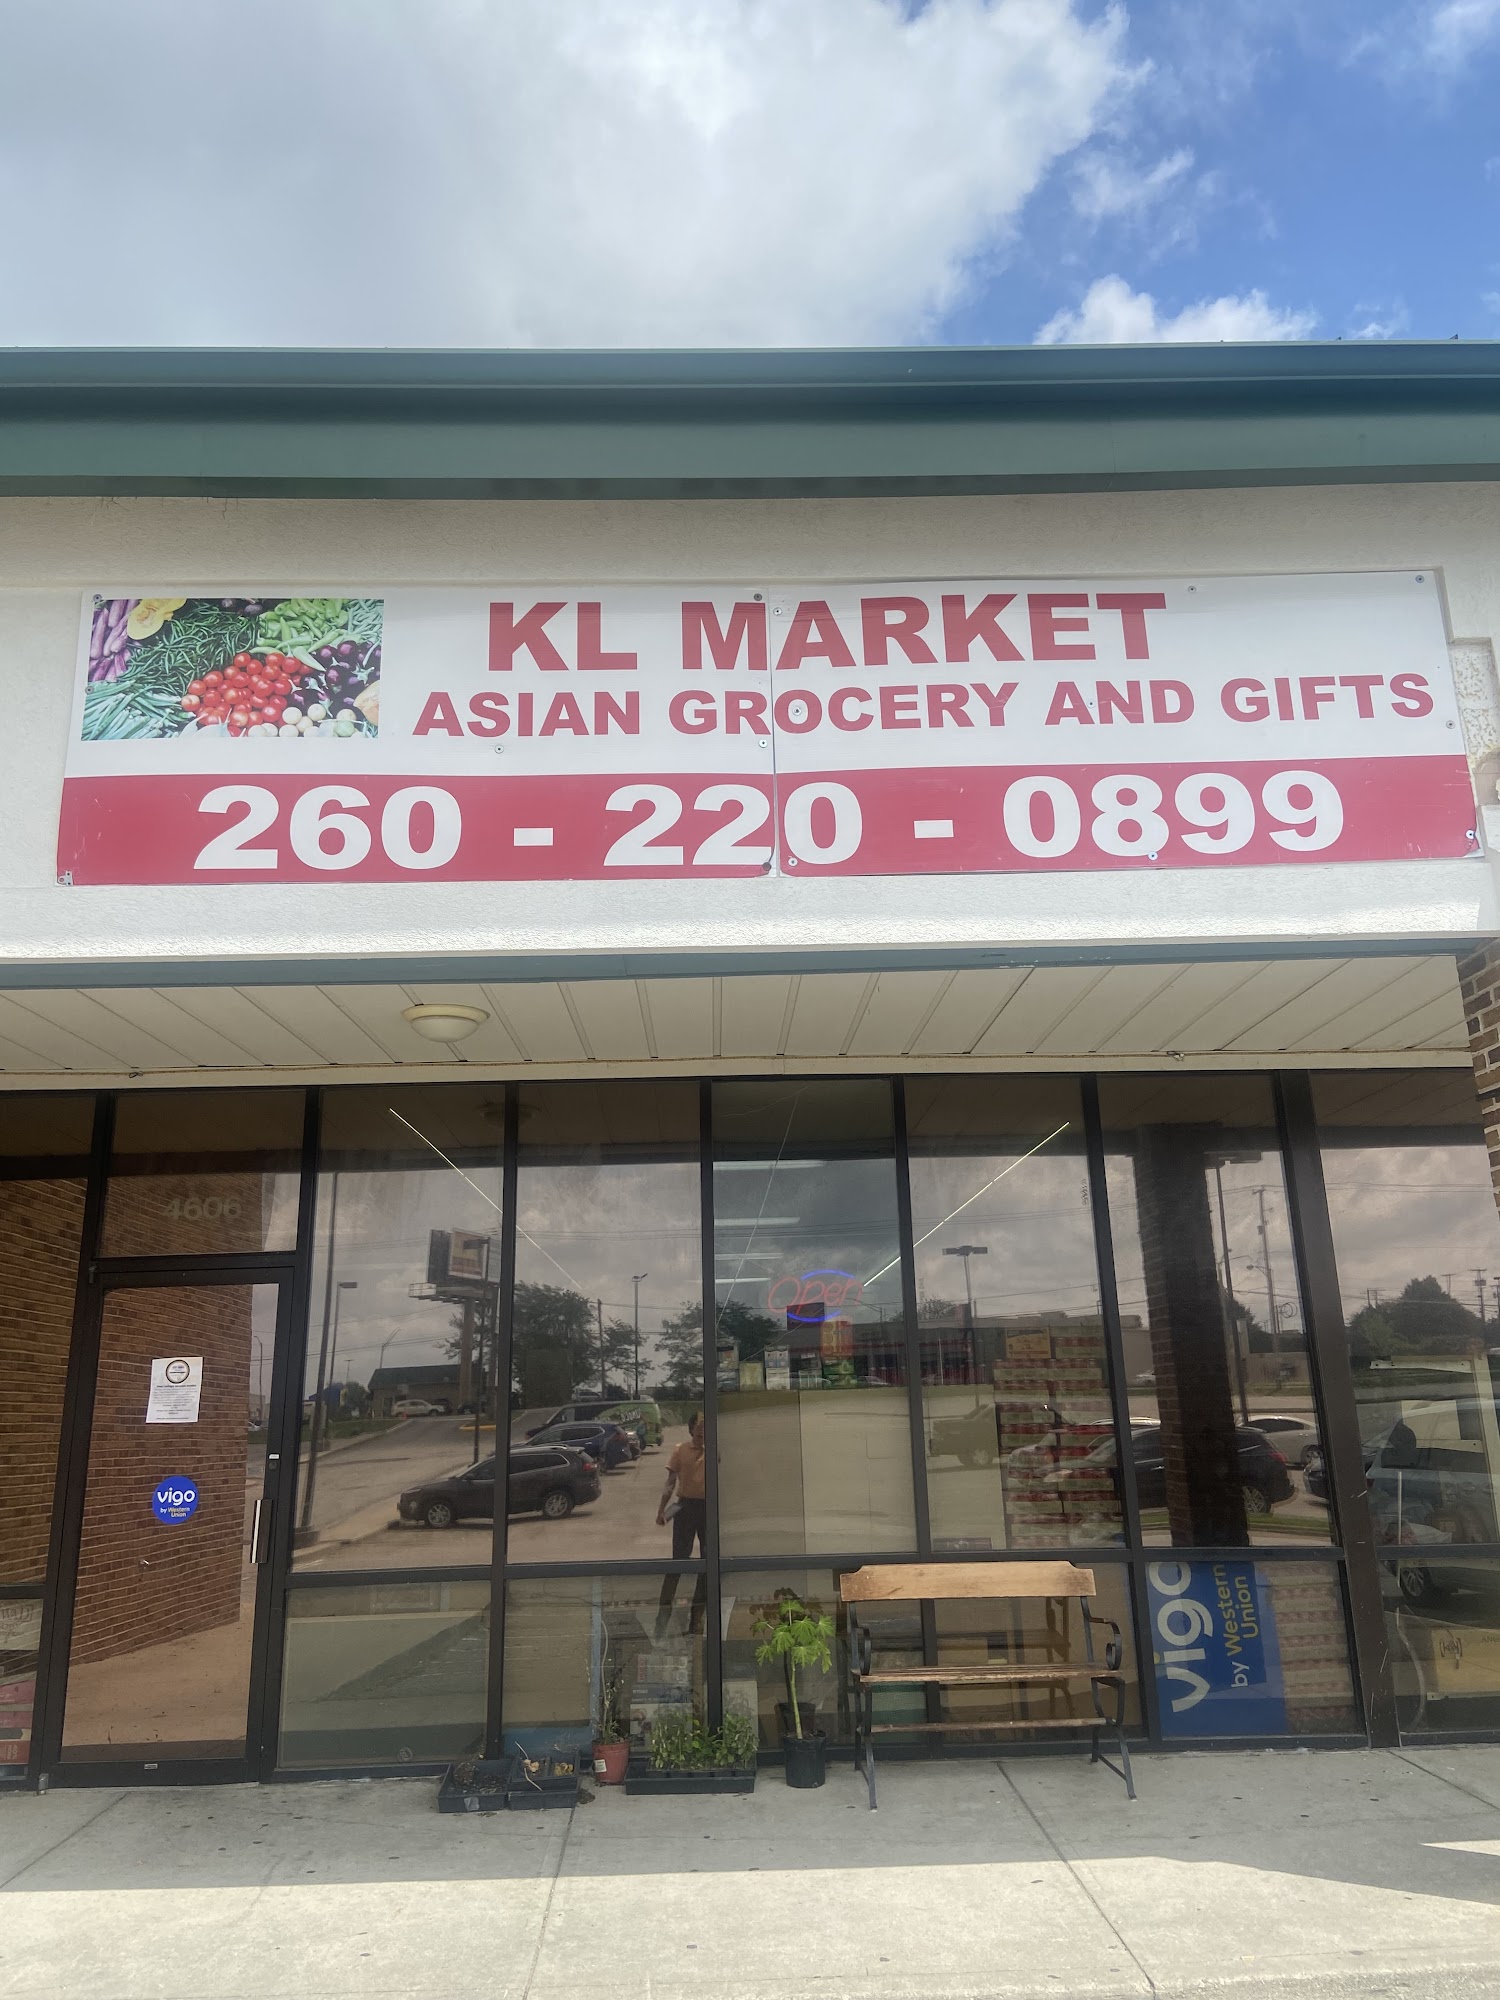 KL MARKET
ASIAN GROCERY AND GIFTS
260 - 220 - 0899
4606
Open
vigo
by Western
Union
vigo
by Western
Union